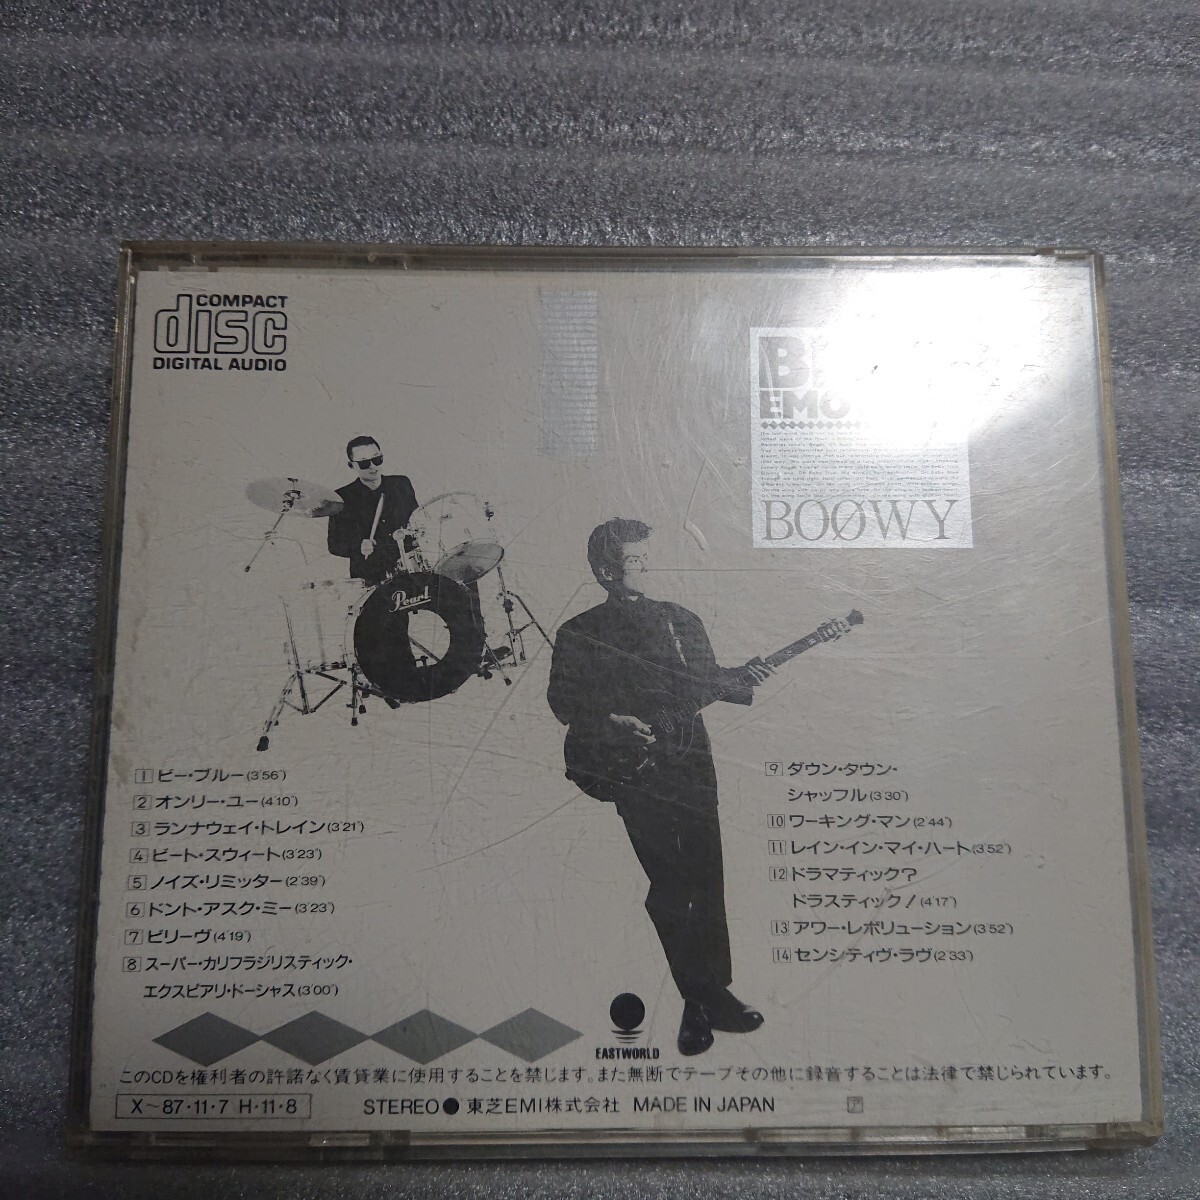 COMPACT
disc
DIGITAL AUDIO
BOØWY
Pearl
1 ビー・ブルー(3'56")
2 オンリー・ユー(4'10")
3 ランナウェイ・トレイン(3'21")
4 ビート・スウィート(3'23")
5 ノイズ・リミッター(2'39")
6 ドント・アスク・ミー(3'23")
7 ビリーヴ(4'19")
8 スーパー・カリフラジリスティック・
エクスピアリ・ドーシャス(3'00")
9 ダウン・タウン・
シャッフル(3'30")
10 ワーキング・マン(2'44")
11 レイン・イン・マイ・ハート(3'52")
12 ドラマティック?
ドラスティック!(4'17")
13 アワー・レボリューション(3'52")
14 センシティヴ・ラヴ(2'33")
EASTWORLD
このCDを権利者の許諾なく賃貸業に使用することを禁じます。また無断でテープその他に録音することは法律で禁じられています。
X〜87・11・7 H・11・8
STEREO● 東芝EMI株式会社 MADE IN JAPAN